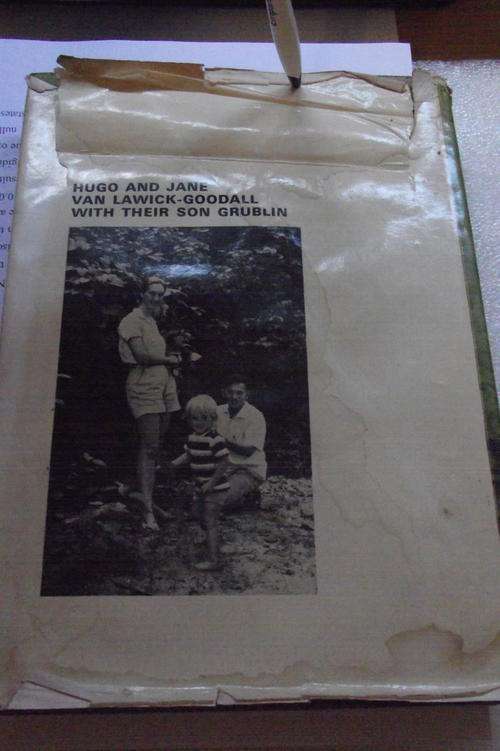 HUGO AND JANE
VAN LAWICK-GOODALL
WITH THEIR SON GRUBLIN